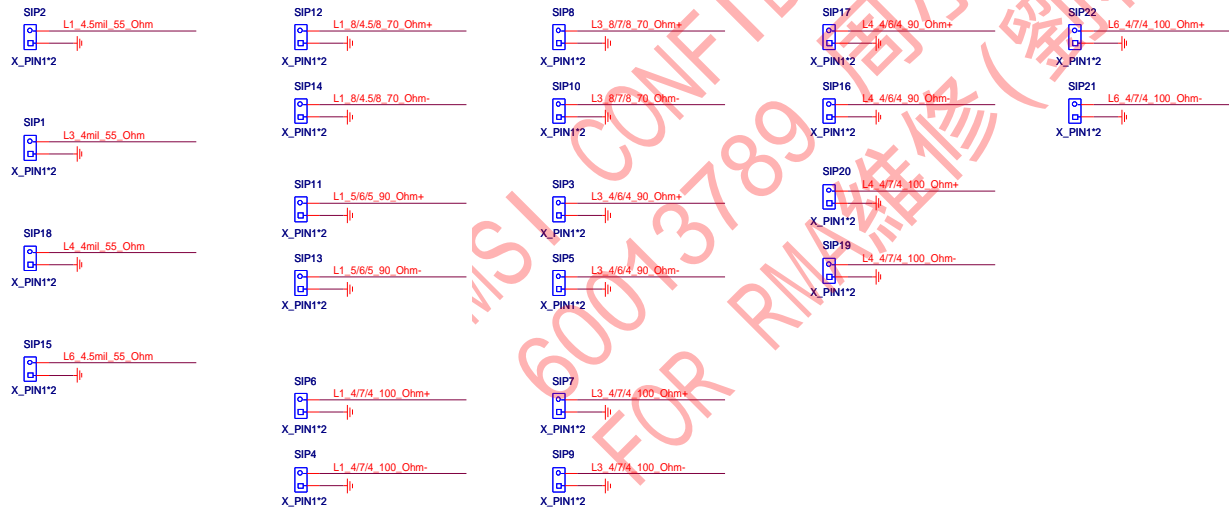 SIP2
L1_4.5mil_55_Ohm
X_PIN1*2
SIP1
L3_4mil_55_Ohm
X_PIN1*2
SIP18
L4_4mil_55_Ohm
X_PIN1*2
SIP15
L6_4.5mil_55_Ohm
X_PIN1*2
SIP12
L1_8/4.5/8_70_Ohm+
X_PIN1*2
SIP14
L1_8/4.5/8_70_Ohm-
X_PIN1*2
SIP11
L1_5/6/5_90_Ohm+
X_PIN1*2
SIP13
L1_5/6/5_90_Ohm-
X_PIN1*2
SIP6
L1_4/7/4_100_Ohm+
X_PIN1*2
SIP4
L1_4/7/4_100_Ohm-
X_PIN1*2
SIP8
L3_8/7/8_70_Ohm+
X_PIN1*2
SIP10
L3_8/7/8_70_Ohm-
X_PIN1*2
SIP3
L3_4/6/4_90_Ohm+
X_PIN1*2
SIP5
L3_4/6/4_90_Ohm-
X_PIN1*2
SIP7
L3_4/7/4_100_Ohm+
X_PIN1*2
SIP9
L3_4/7/4_100_Ohm-
X_PIN1*2
SIP17
L4_4/6/4_90_Ohm+
X_PIN1*2
SIP16
L4_4/6/4_90_Ohm-
X_PIN1*2
SIP20
L4_4/7/4_100_Ohm+
X_PIN1*2
SIP19
L4_4/7/4_100_Ohm-
X_PIN1*2
SIP22
L6_4/7/4_100_Ohm+
X_PIN1*2
SIP21
L6_4/7/4_100_Ohm-
X_PIN1*2
MSI CONFI
60013789 周
FOR RMA維修(劉